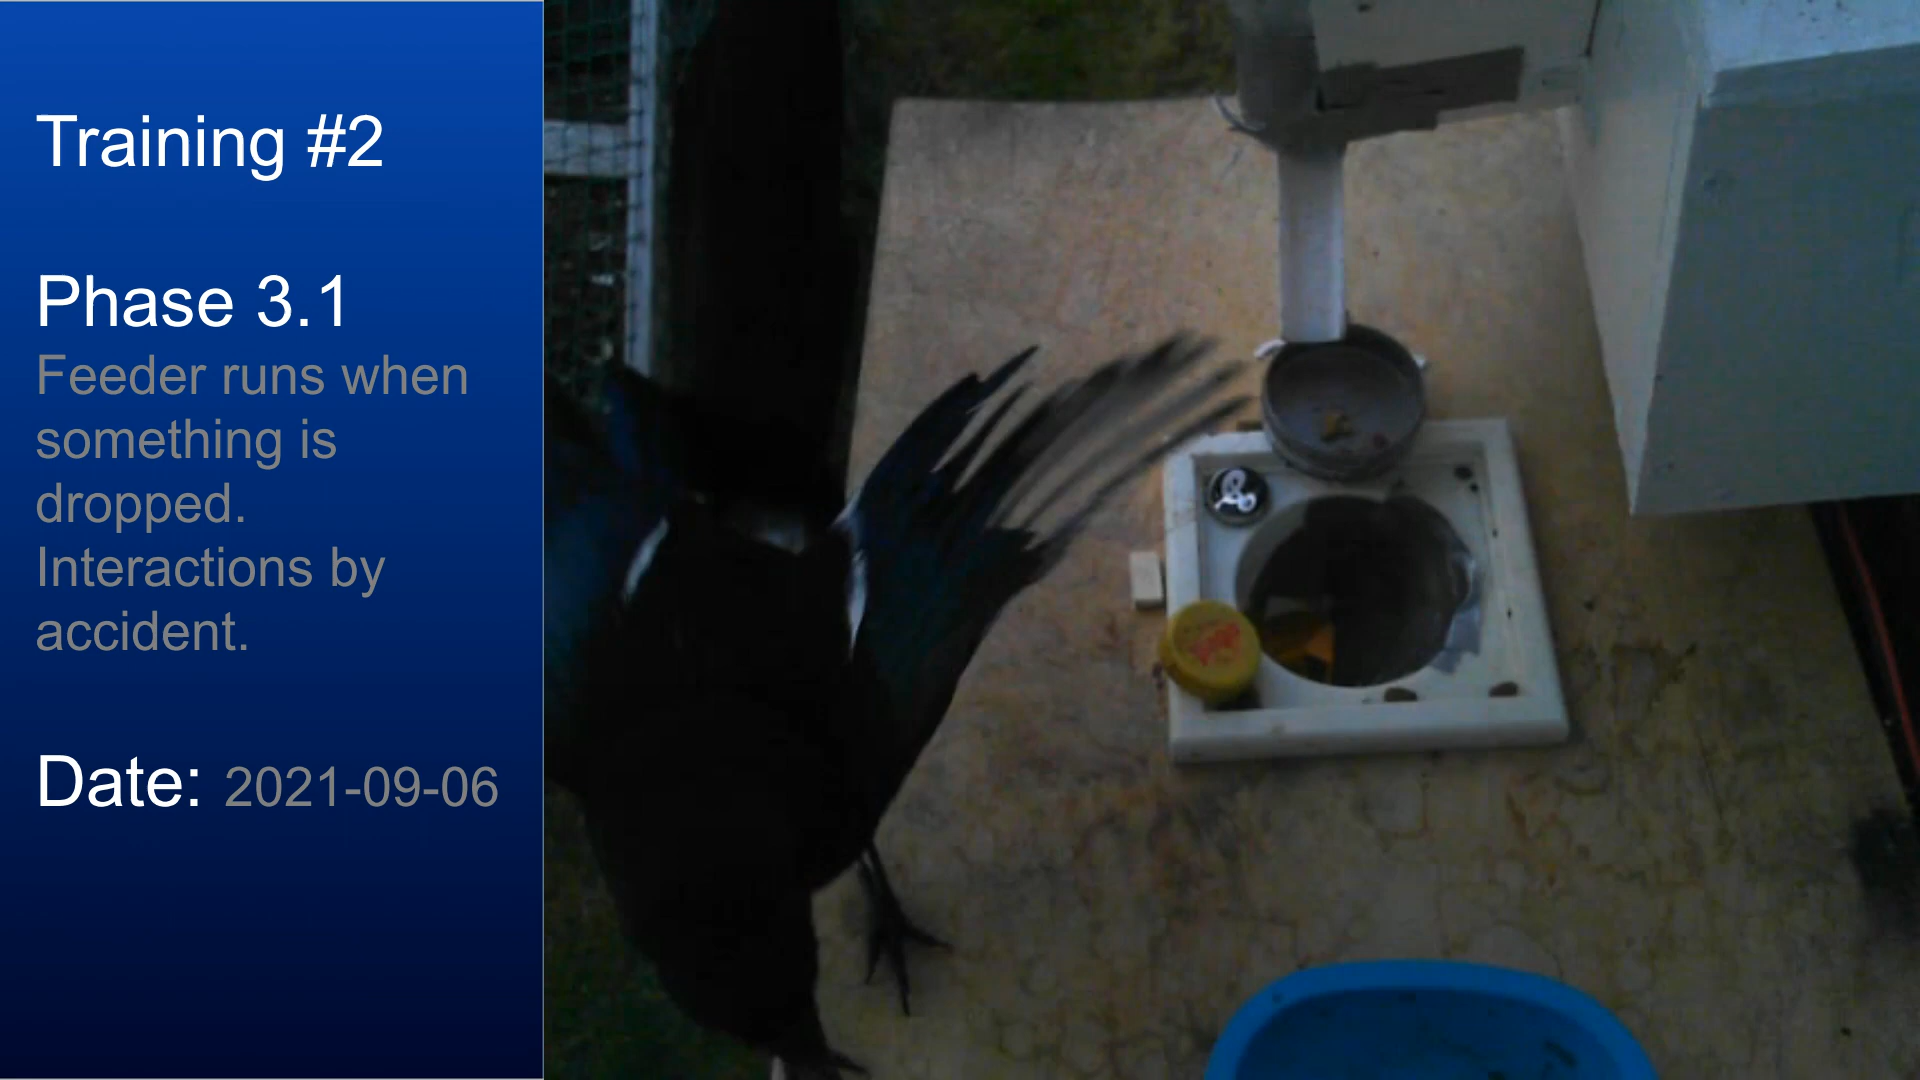 Training #2
Phase 3.1
Feeder runs when
something is
dropped.
Interactions by
accident.
Date: 2021-09-06